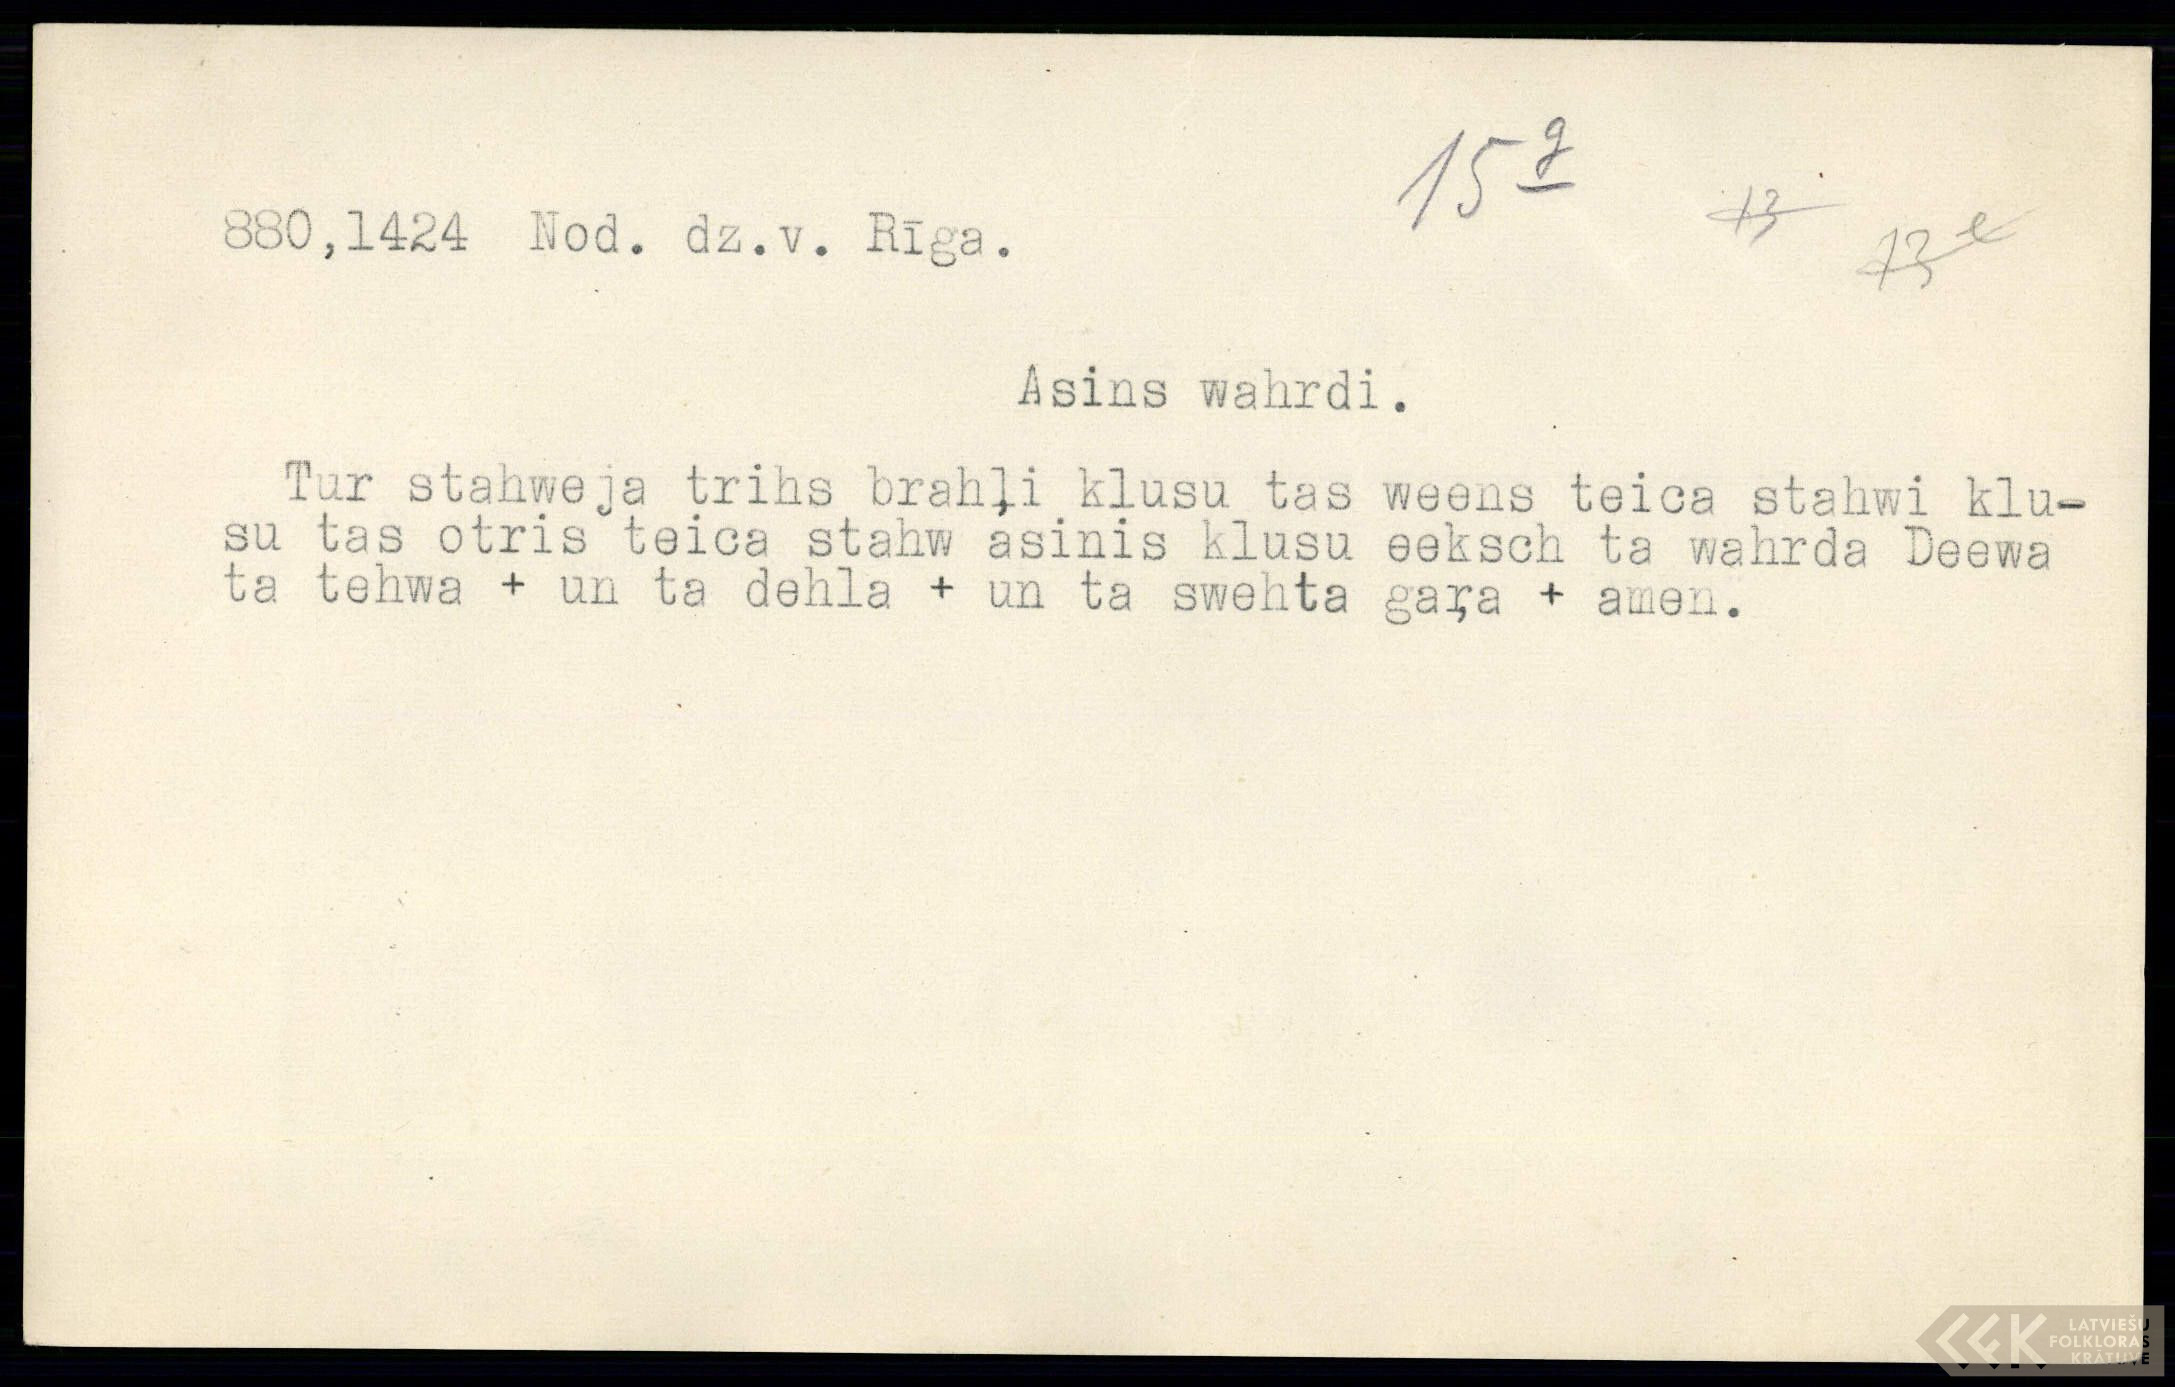 15 g
13
13 e
880,1424 Nod. dz.v. Rīga.
Asins wahrdi.
Tur stahweja trihs brahļi klusu tas weens teica stahwi klu-
su tas otris teica stahw asinis klusu eeksch ta wahrda Deewa
ta tehwa + un ta dehla + un ta swehta gaŗa + amen.
LATVIEŠU
FOLKLORAS
KRĀTUVE